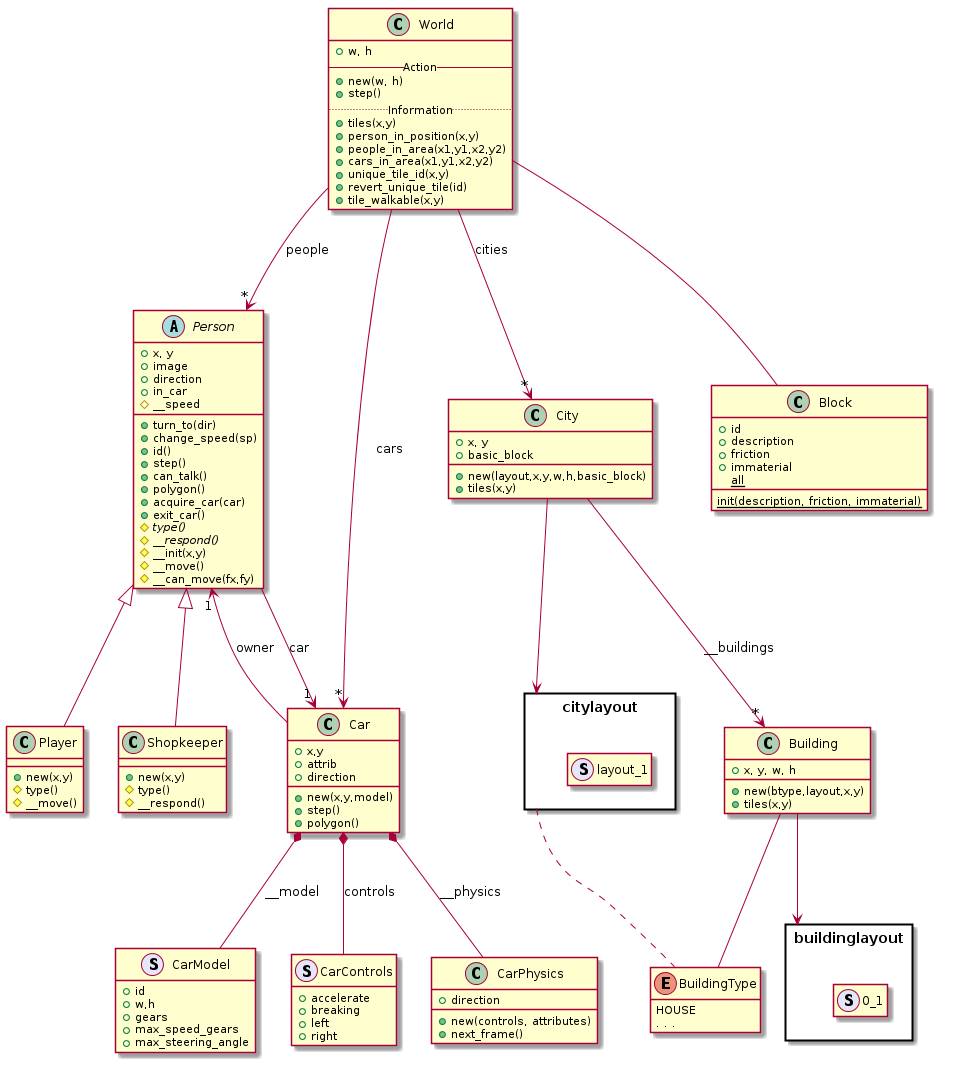 C World
w, h
Action
new(w, h)
step()
Information
tiles(x,y)
person_in_position(x,y)
people_in_area(x1,y1,x2,y2)
cars_in_area(x1,y1,x2,y2)
unique_tile_id(x,y)
revert_unique_tile(id)
tile_walkable(x,y)
people
cities
*
cars
*
A Person
x, y
image
direction
in_car
__speed
turn_to(dir)
change_speed(sp)
id()
step()
can_talk()
polygon()
acquire_car(car)
exit_car()
type()
__respond()
__init(x,y)
__move()
__can_move(fx,fy)
C City
x, y
basic_block
new(layout,x,y,w,h,basic_block)
tiles(x,y)
C Block
id
description
friction
immaterial
all
init(description, friction, immaterial)
1
owner
car
1
*
__buildings
*
C Player
new(x,y)
type()
__move()
C Shopkeeper
new(x,y)
type()
__respond()
C Car
x,y
attrib
direction
new(x,y,model)
step()
polygon()
citylayout
S layout_1
C Building
x, y, w, h
new(btype,layout,x,y)
tiles(x,y)
__model
controls
__physics
S CarModel
id
w,h
gears
max_speed_gears
max_steering_angle
S CarControls
accelerate
breaking
left
right
C CarPhysics
direction
new(controls, attributes)
next_frame()
E BuildingType
HOUSE
. . .
buildinglayout
S 0_1